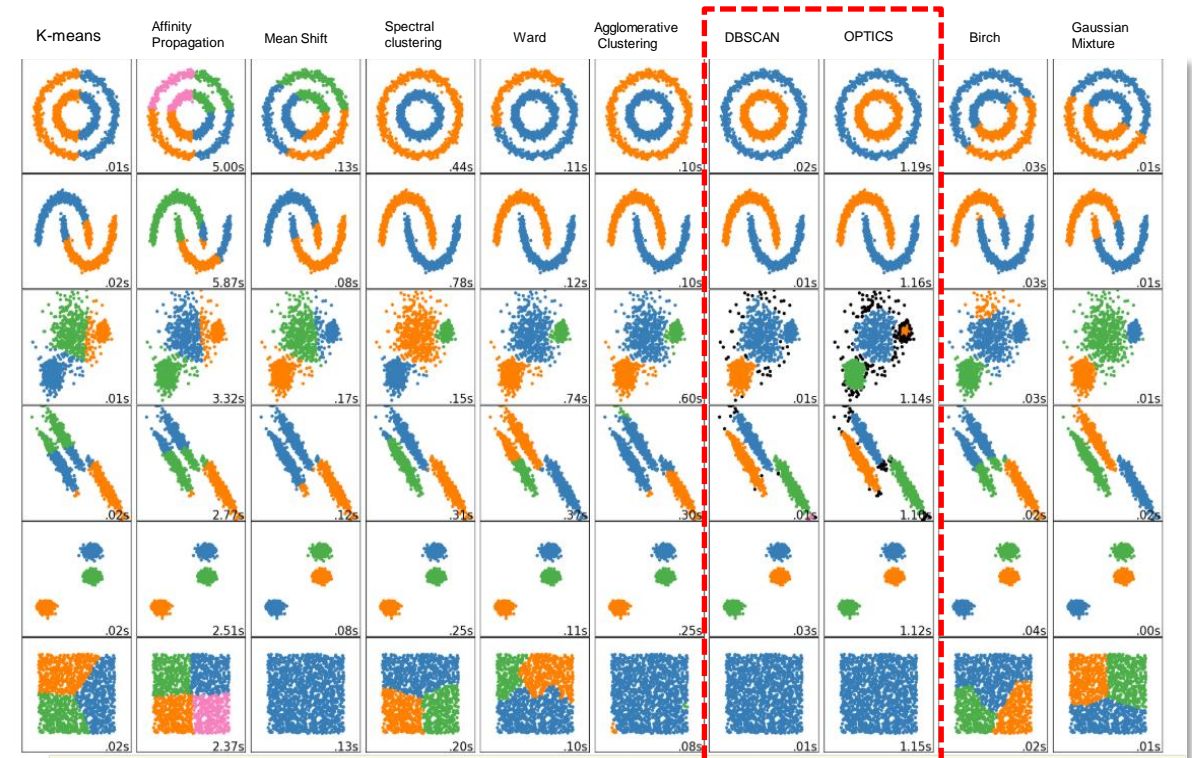 K-means
Affinity
Propagation
Mean Shift
Spectral
clustering
Ward
Agglomerative
Clustering
DBSCAN
OPTICS
Birch
Gaussian
Mixture
.01s 5.00s .13s .44s .11s .10s .02s 1.19s .03s .01s
.02s 5.87s .08s .78s .12s .10s .01s 1.16s .03s .01s
.01s 3.32s .17s .15s .74s .60s .01s 1.14s .03s .01s
.02s 2.77s .12s .31s .37s .30s .01s 1.10s .02s .02s
.02s 2.51s .08s .25s .11s .25s .03s 1.12s .04s .00s
.02s 2.37s .13s .20s .10s .08s .01s 1.15s .02s .01s